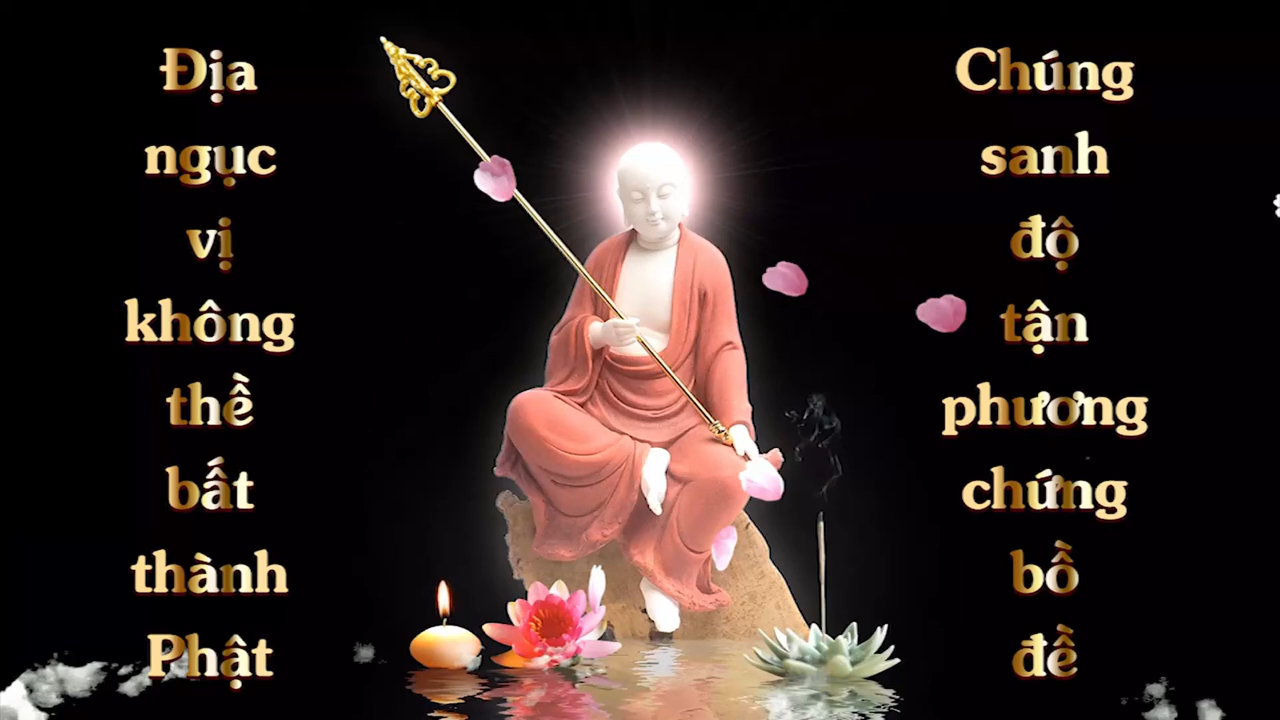 Địa
ngục
vị
không
thề
bất
thành
Phật
Chúng
sanh
độ
tận
phương
chứng
bồ
đề